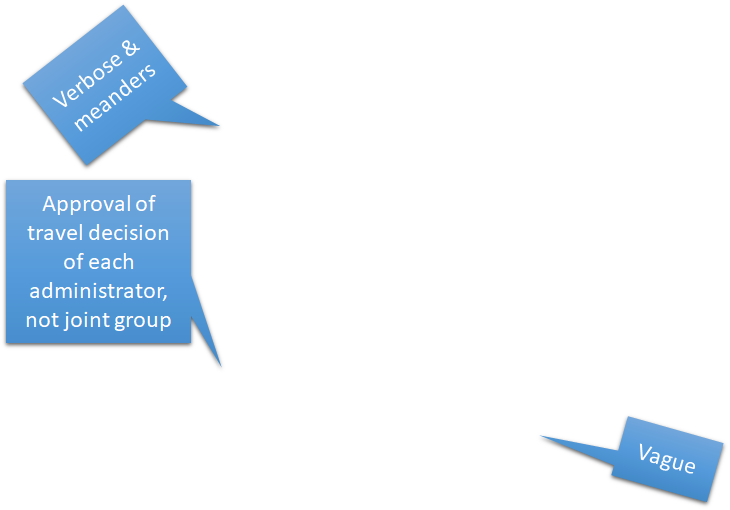 Verbose &
meanders
Approval of
travel decision
of each
administrator,
not joint group
Vague